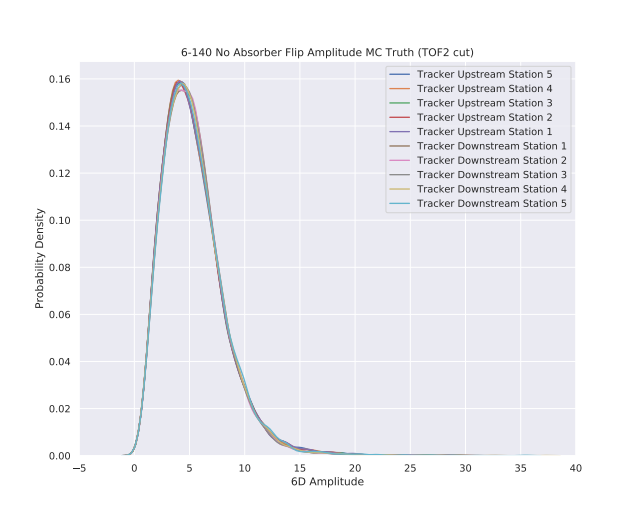 6-140 No Absorber Flip Amplitude MC Truth (TOF2 cut)
Tracker Upstream Station 5
Tracker Upstream Station 4
Tracker Upstream Station 3
Tracker Upstream Station 2
Tracker Upstream Station 1
Tracker Downstream Station 1
Tracker Downstream Station 2
Tracker Downstream Station 3
Tracker Downstream Station 4
Tracker Downstream Station 5
Probability Density
0.16
0.14
0.12
0.10
0.08
0.06
0.04
0.02
0.00
−5 0 5 10 15 20 25 30 35 40
6D Amplitude